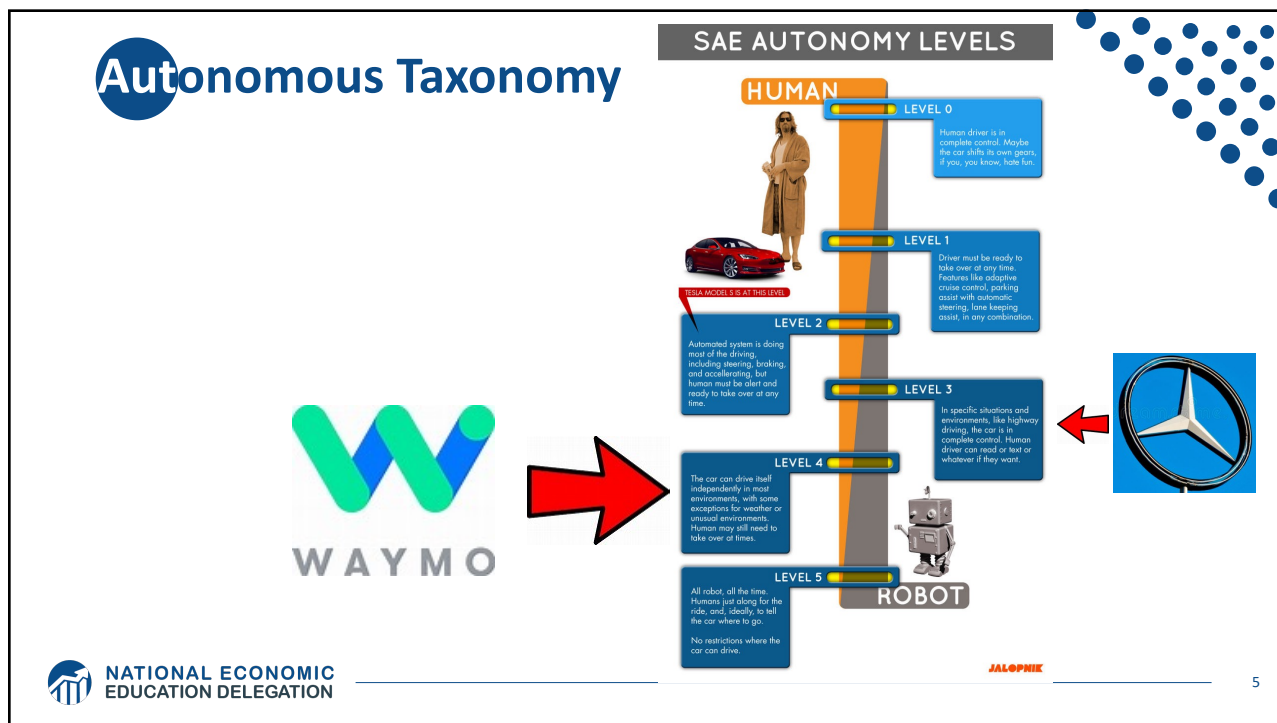 Autonomous Taxonomy
SAE AUTONOMY LEVELS
HUMAN
LEVEL 0
Human driver is in
complete control. Maybe
the car shifts its own gears,
if you, you know, hate fun.
LEVEL 1
Driver must be ready to
take over at any time.
Features like adaptive
cruise control, parking
assist with automatic
steering, lane keeping
assist, in any combination.
TESLA MODEL S IS AT THIS LEVEL
LEVEL 2
Automated system is doing
most of the driving,
including steering, braking,
and accellerating, but
human must be alert and
ready to take over at any
time.
LEVEL 3
In specific situations and
environments, like highway
driving, the car is in
complete control. Human
driver can read or text or
whatever if they want.
LEVEL 4
The car can drive itself
independently in most
environments, with some
exceptions for weather or
unusual environments.
Human may still need to
take over at times.
WAYMO
LEVEL 5
All robot, all the time.
Humans just along for the
ride, and, ideally, to tell
the car where to go.
No restrictions where the
car can drive.
ROBOT
JALOPNIK
NATIONAL ECONOMIC
EDUCATION DELEGATION
5